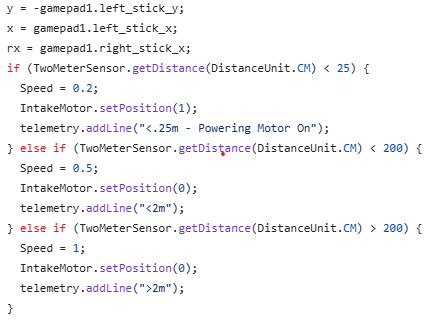 y = -gamepad1.left_stick_y;
x = gamepad1.left_stick_x;
rx = gamepad1.right_stick_x;
if (TwoMeterSensor.getDistance(DistanceUnit.CM) < 25) {
  Speed = 0.2;
  IntakeMotor.setPosition(1);
  telemetry.addLine("<.25m - Powering Motor On");
} else if (TwoMeterSensor.getDistance(DistanceUnit.CM) < 200) {
  Speed = 0.5;
  IntakeMotor.setPosition(0);
  telemetry.addLine("<2m");
} else if (TwoMeterSensor.getDistance(DistanceUnit.CM) > 200) {
  Speed = 1;
  IntakeMotor.setPosition(0);
  telemetry.addLine(">2m");
}